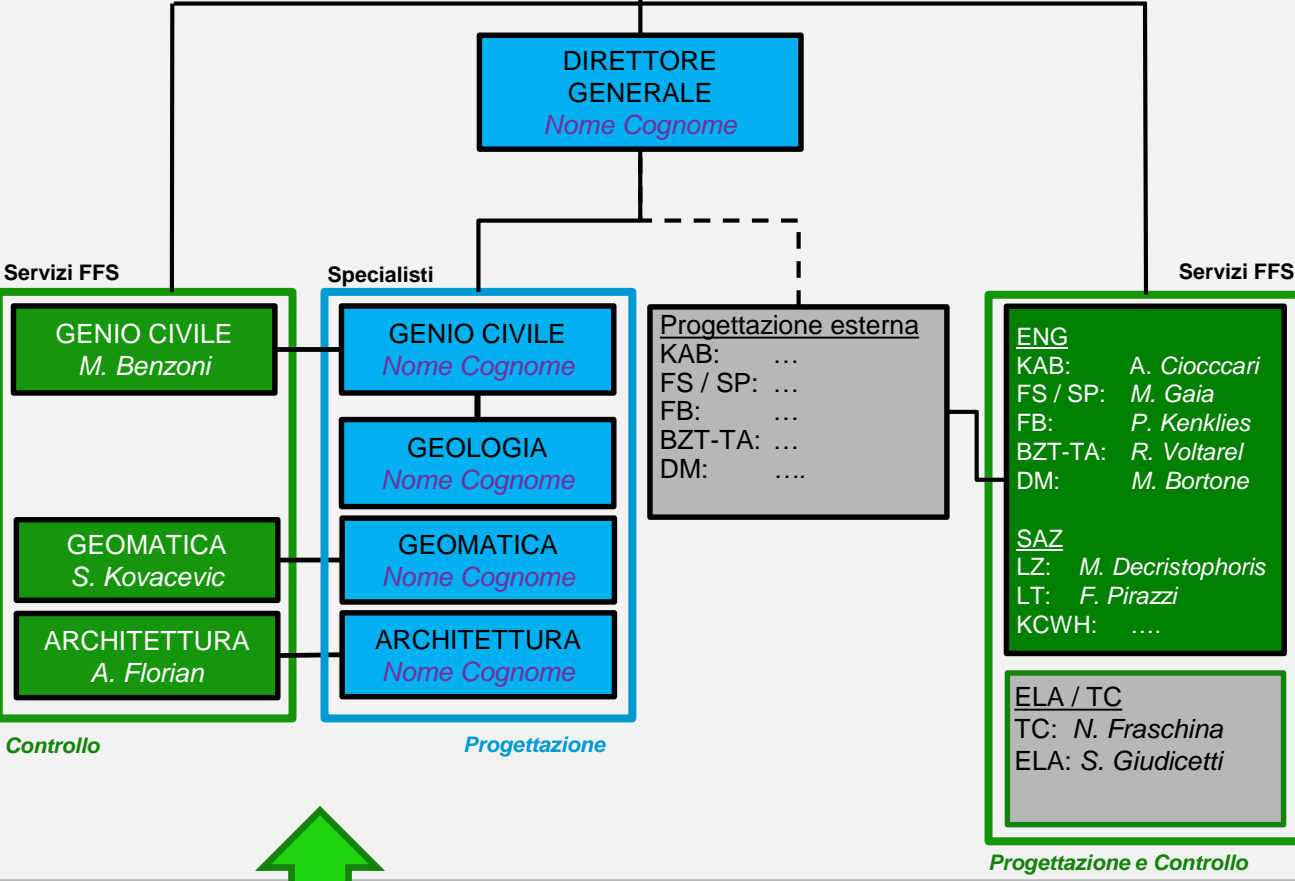 DIRETTORE
GENERALE
Nome Cognome
Servizi FFS
GENIO CIVILE
M. Benzoni
GEOMATICA
S. Kovacevic
ARCHITETTURA
A. Florian
Controllo
Specialisti
GENIO CIVILE
Nome Cognome
GEOLOGIA
Nome Cognome
GEOMATICA
Nome Cognome
ARCHITETTURA
Nome Cognome
Progettazione
Progettazione esterna
KAB: …
FS / SP: …
FB: …
BZT-TA: …
DM: ….
Servizi FFS
ENG
KAB: A. Ciocccari
FS / SP: M. Gaia
FB: P. Kenklies
BZT-TA: R. Voltarel
DM: M. Bortone
SAZ
LZ: M. Decristophoris
LT: F. Pirazzi
KCWH: ….
ELA / TC
TC: N. Fraschina
ELA: S. Giudicetti
Progettazione e Controllo